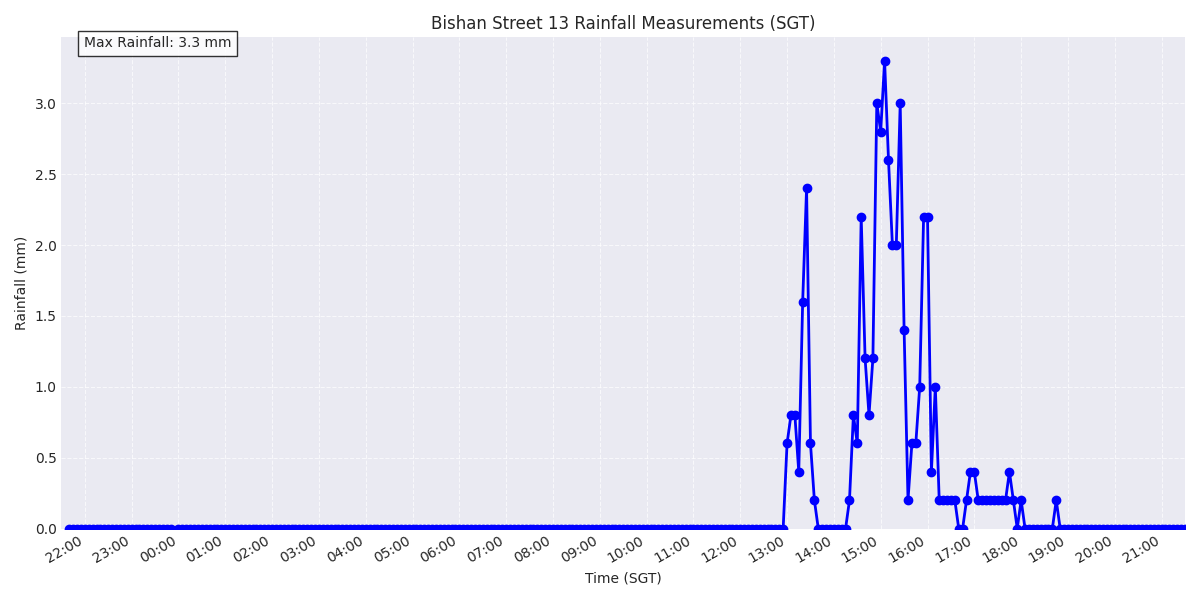 Bishan Street 13 Rainfall Measurements (SGT)
Max Rainfall: 3.3 mm
Rainfall (mm)
3.0
2.5
2.0
1.5
1.0
0.5
0.0
22:00 23:00 00:00 01:00 02:00 03:00 04:00 05:00 06:00 07:00 08:00 09:00 10:00 11:00 12:00 13:00 14:00 15:00 16:00 17:00 18:00 19:00 20:00 21:00
Time (SGT)